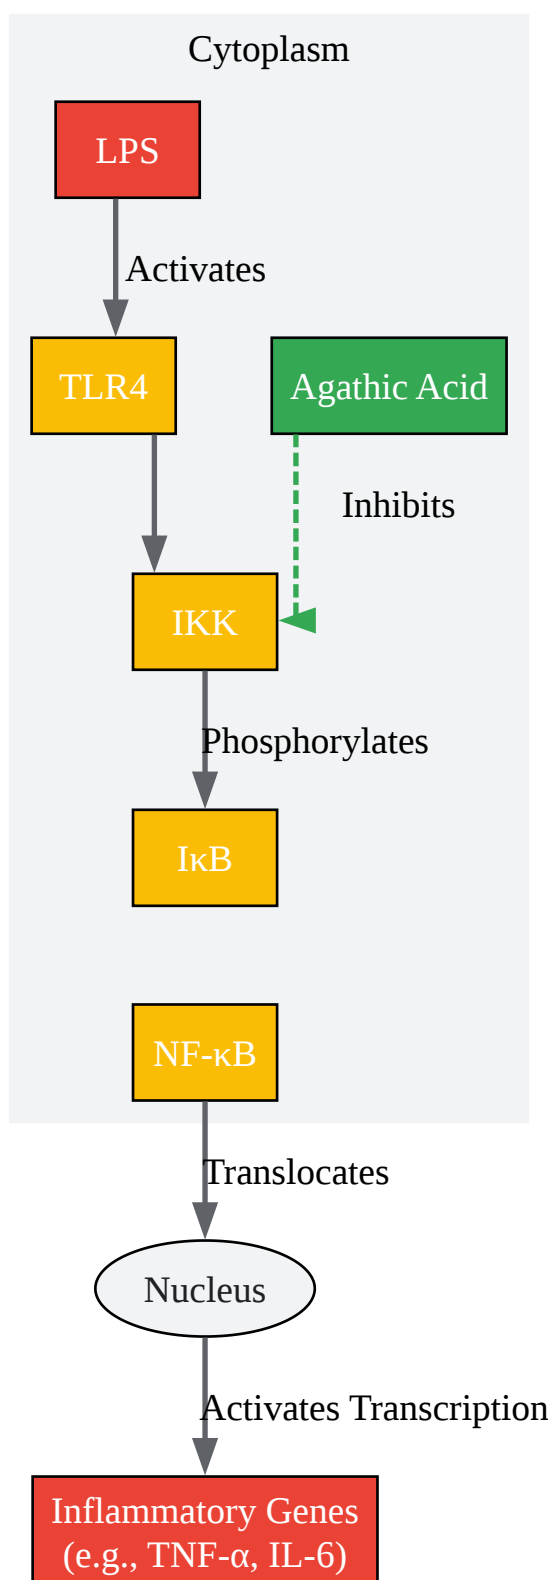 Cytoplasm
LPS
Activates
TLR4
Agathic Acid
Inhibits
IKK
Phosphorylates
IκB
NF-κB
Translocates
Nucleus
Activates Transcription
Inflammatory Genes
(e.g., TNF-α, IL-6)